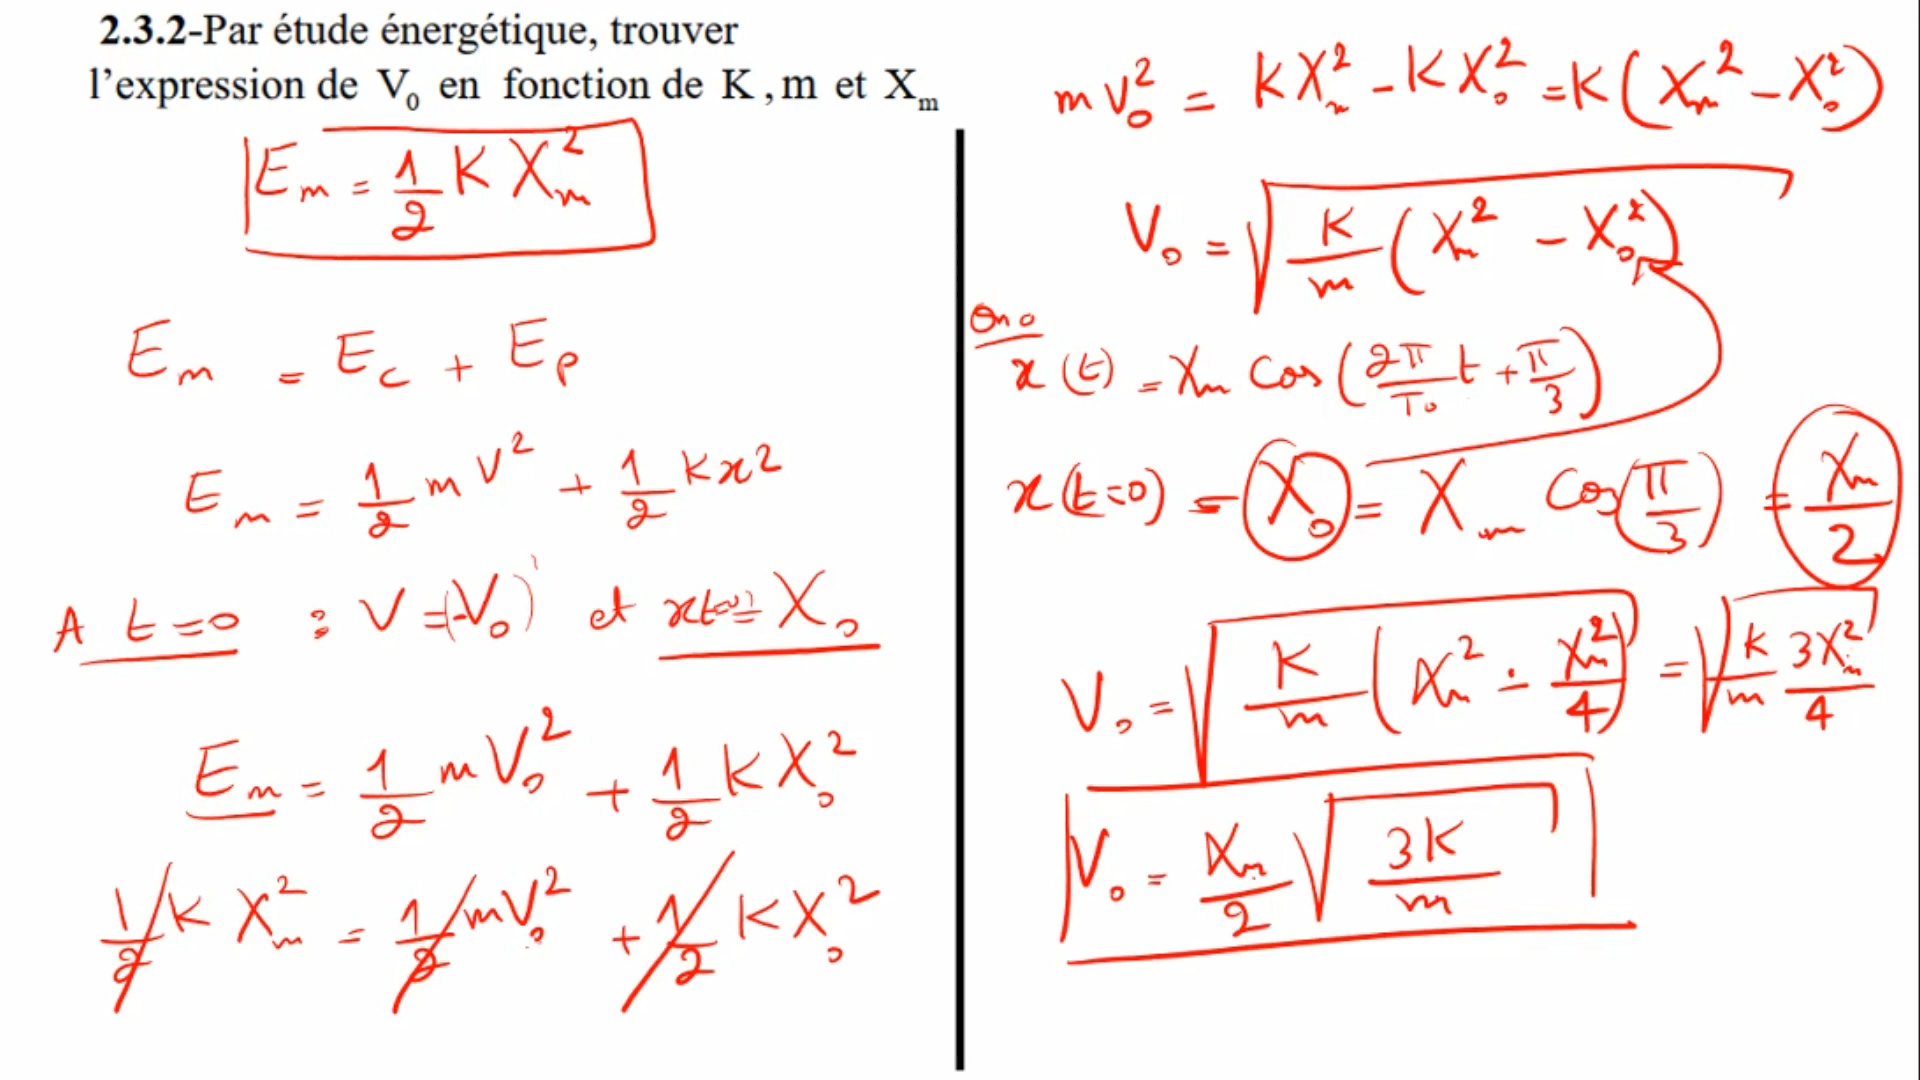 2.3.2-Par étude énergétique, trouver
l’expression de V₀ en fonction de K , m et Xₘ
Eₘ = 1/2 K Xₘ²
Eₘ = E_C + E_P
Eₘ = 1/2 m V² + 1/2 K x²
A t=0 : V = (-V₀) et x(t=0)= X₀
Eₘ = 1/2 m V₀² + 1/2 K X₀²
1/2 K Xₘ² = 1/2 m V₀² + 1/2 K X₀²
m V₀² = K Xₘ² - K X₀² = K ( Xₘ² - X₀² )
V₀ = √( K/m ( Xₘ² - X₀² ) )
On a
x (t) = Xₘ Cos ( 2π/T₀ t + π/3 )
x (t=0) = X₀ = Xₘ Cos ( π/3 ) = Xₘ/2
V₀ = √( K/m ( Xₘ² - Xₘ²/4 ) ) = √( K/m 3Xₘ²/4 )
V₀ = Xₘ/2 √( 3K/m )